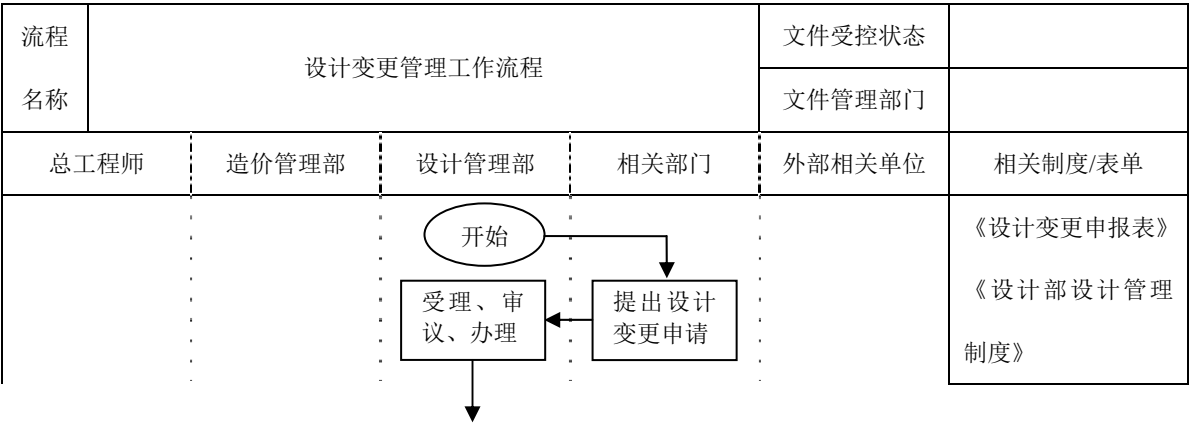 流程
名称
设计变更管理工作流程
文件受控状态
文件管理部门
总工程师
造价管理部
设计管理部
相关部门
外部相关单位
相关制度/表单
开始
提出设计
变更申请
受理、审
议、办理
《设计变更申报表》
《设计部设计管理
制度》